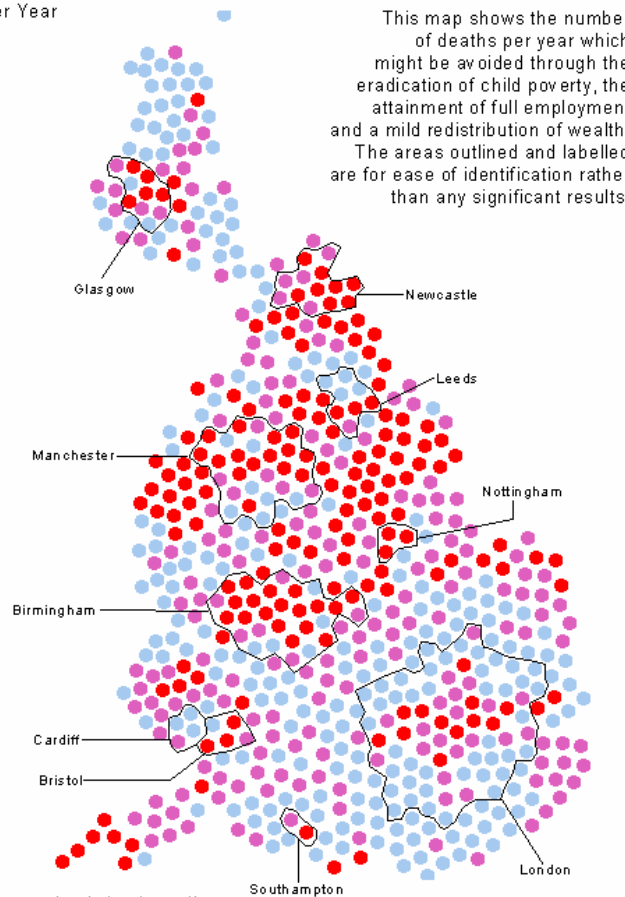 er Year
This map shows the numbe
of deaths per year which
might be avoided through the
eradication of child poverty, the
attainment of full employmen
and a mild redistribution of wealth
The areas outlined and labelled
are for ease of identification rathe
than any significant results
Glasgow
Newcastle
Leeds
Manchester
Nottingham
Birmingham
Cardiff
Bristol
London
Southampton